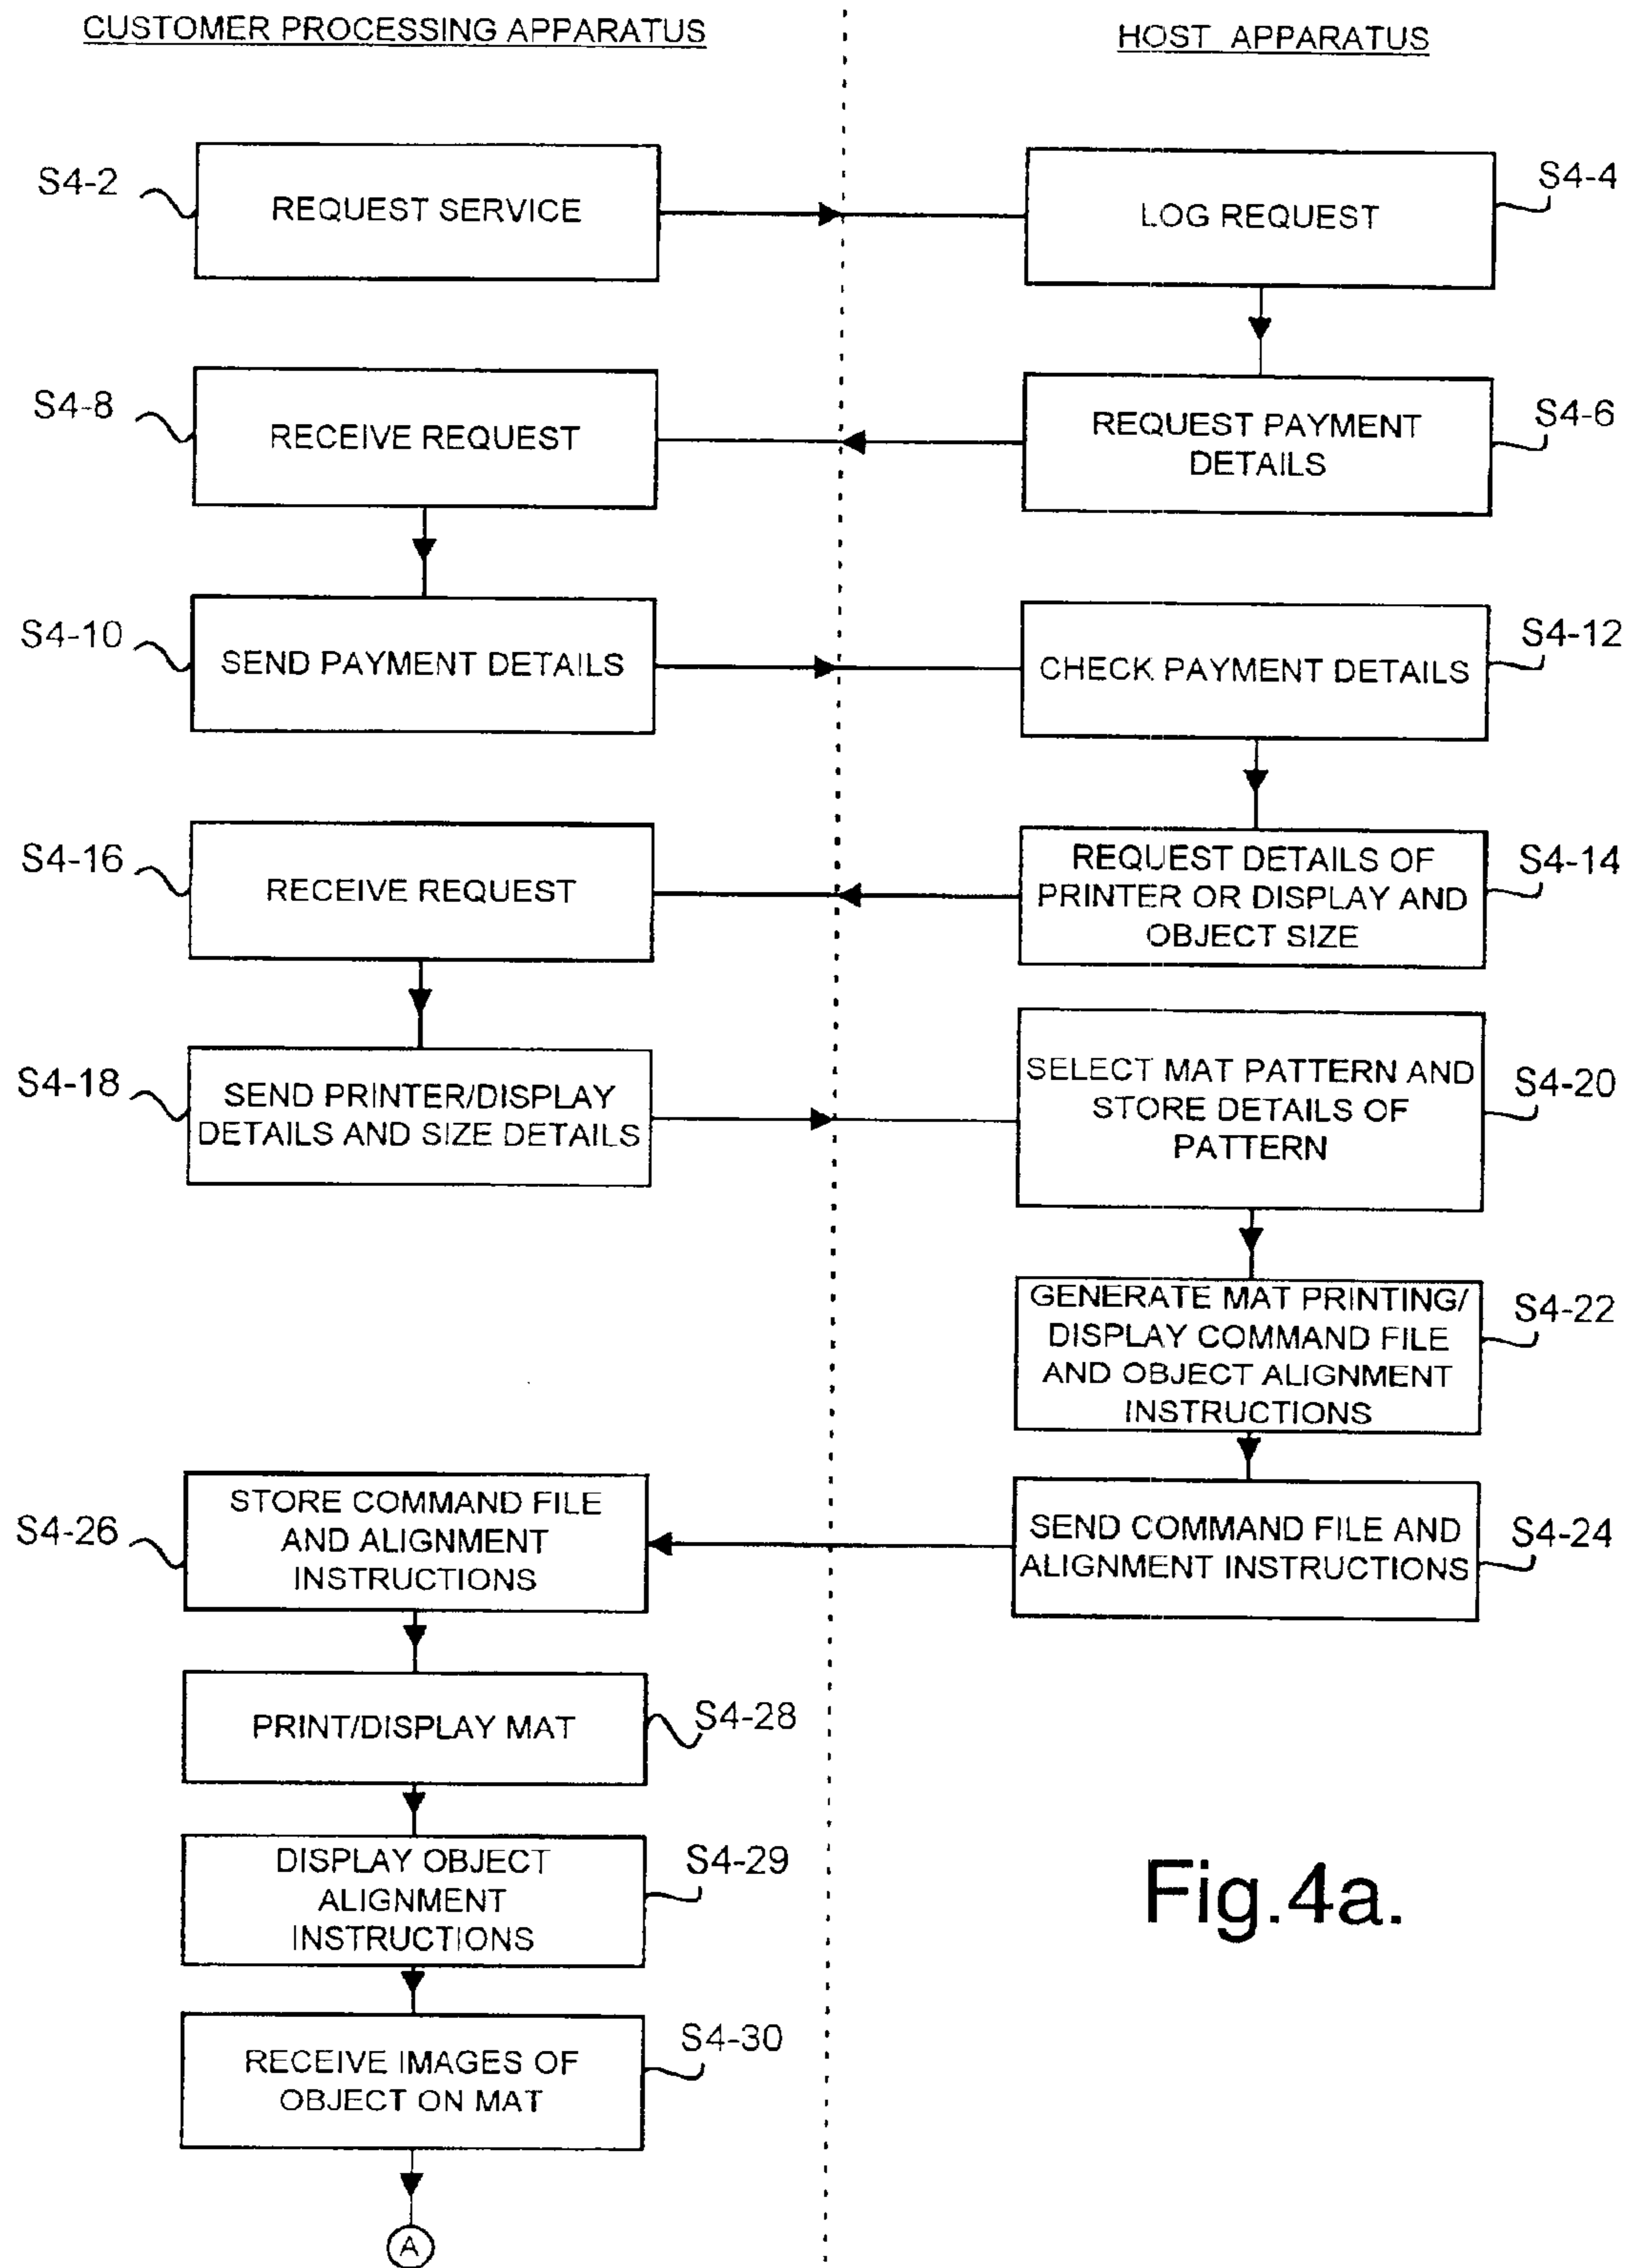 CUSTOMER PROCESSING APPARATUS
HOST APPARATUS
S4-2
REQUEST SERVICE
LOG REQUEST
S4-4
S4-8
RECEIVE REQUEST
REQUEST PAYMENT
DETAILS
S4-6
S4-10
SEND PAYMENT DETAILS
CHECK PAYMENT DETAILS
S4-12
S4-16
RECEIVE REQUEST
REQUEST DETAILS OF
PRINTER OR DISPLAY AND
OBJECT SIZE
S4-14
S4-18
SEND PRINTER/DISPLAY
DETAILS AND SIZE DETAILS
SELECT MAT PATTERN AND
STORE DETAILS OF
PATTERN
S4-20
GENERATE MAT PRINTING/
DISPLAY COMMAND FILE
AND OBJECT ALIGNMENT
INSTRUCTIONS
S4-22
S4-26
STORE COMMAND FILE
AND ALIGNMENT
INSTRUCTIONS
SEND COMMAND FILE AND
ALIGNMENT INSTRUCTIONS
S4-24
PRINT/DISPLAY MAT
S4-28
DISPLAY OBJECT
ALIGNMENT
INSTRUCTIONS
S4-29
Fig.4a.
RECEIVE IMAGES OF
OBJECT ON MAT
S4-30
A